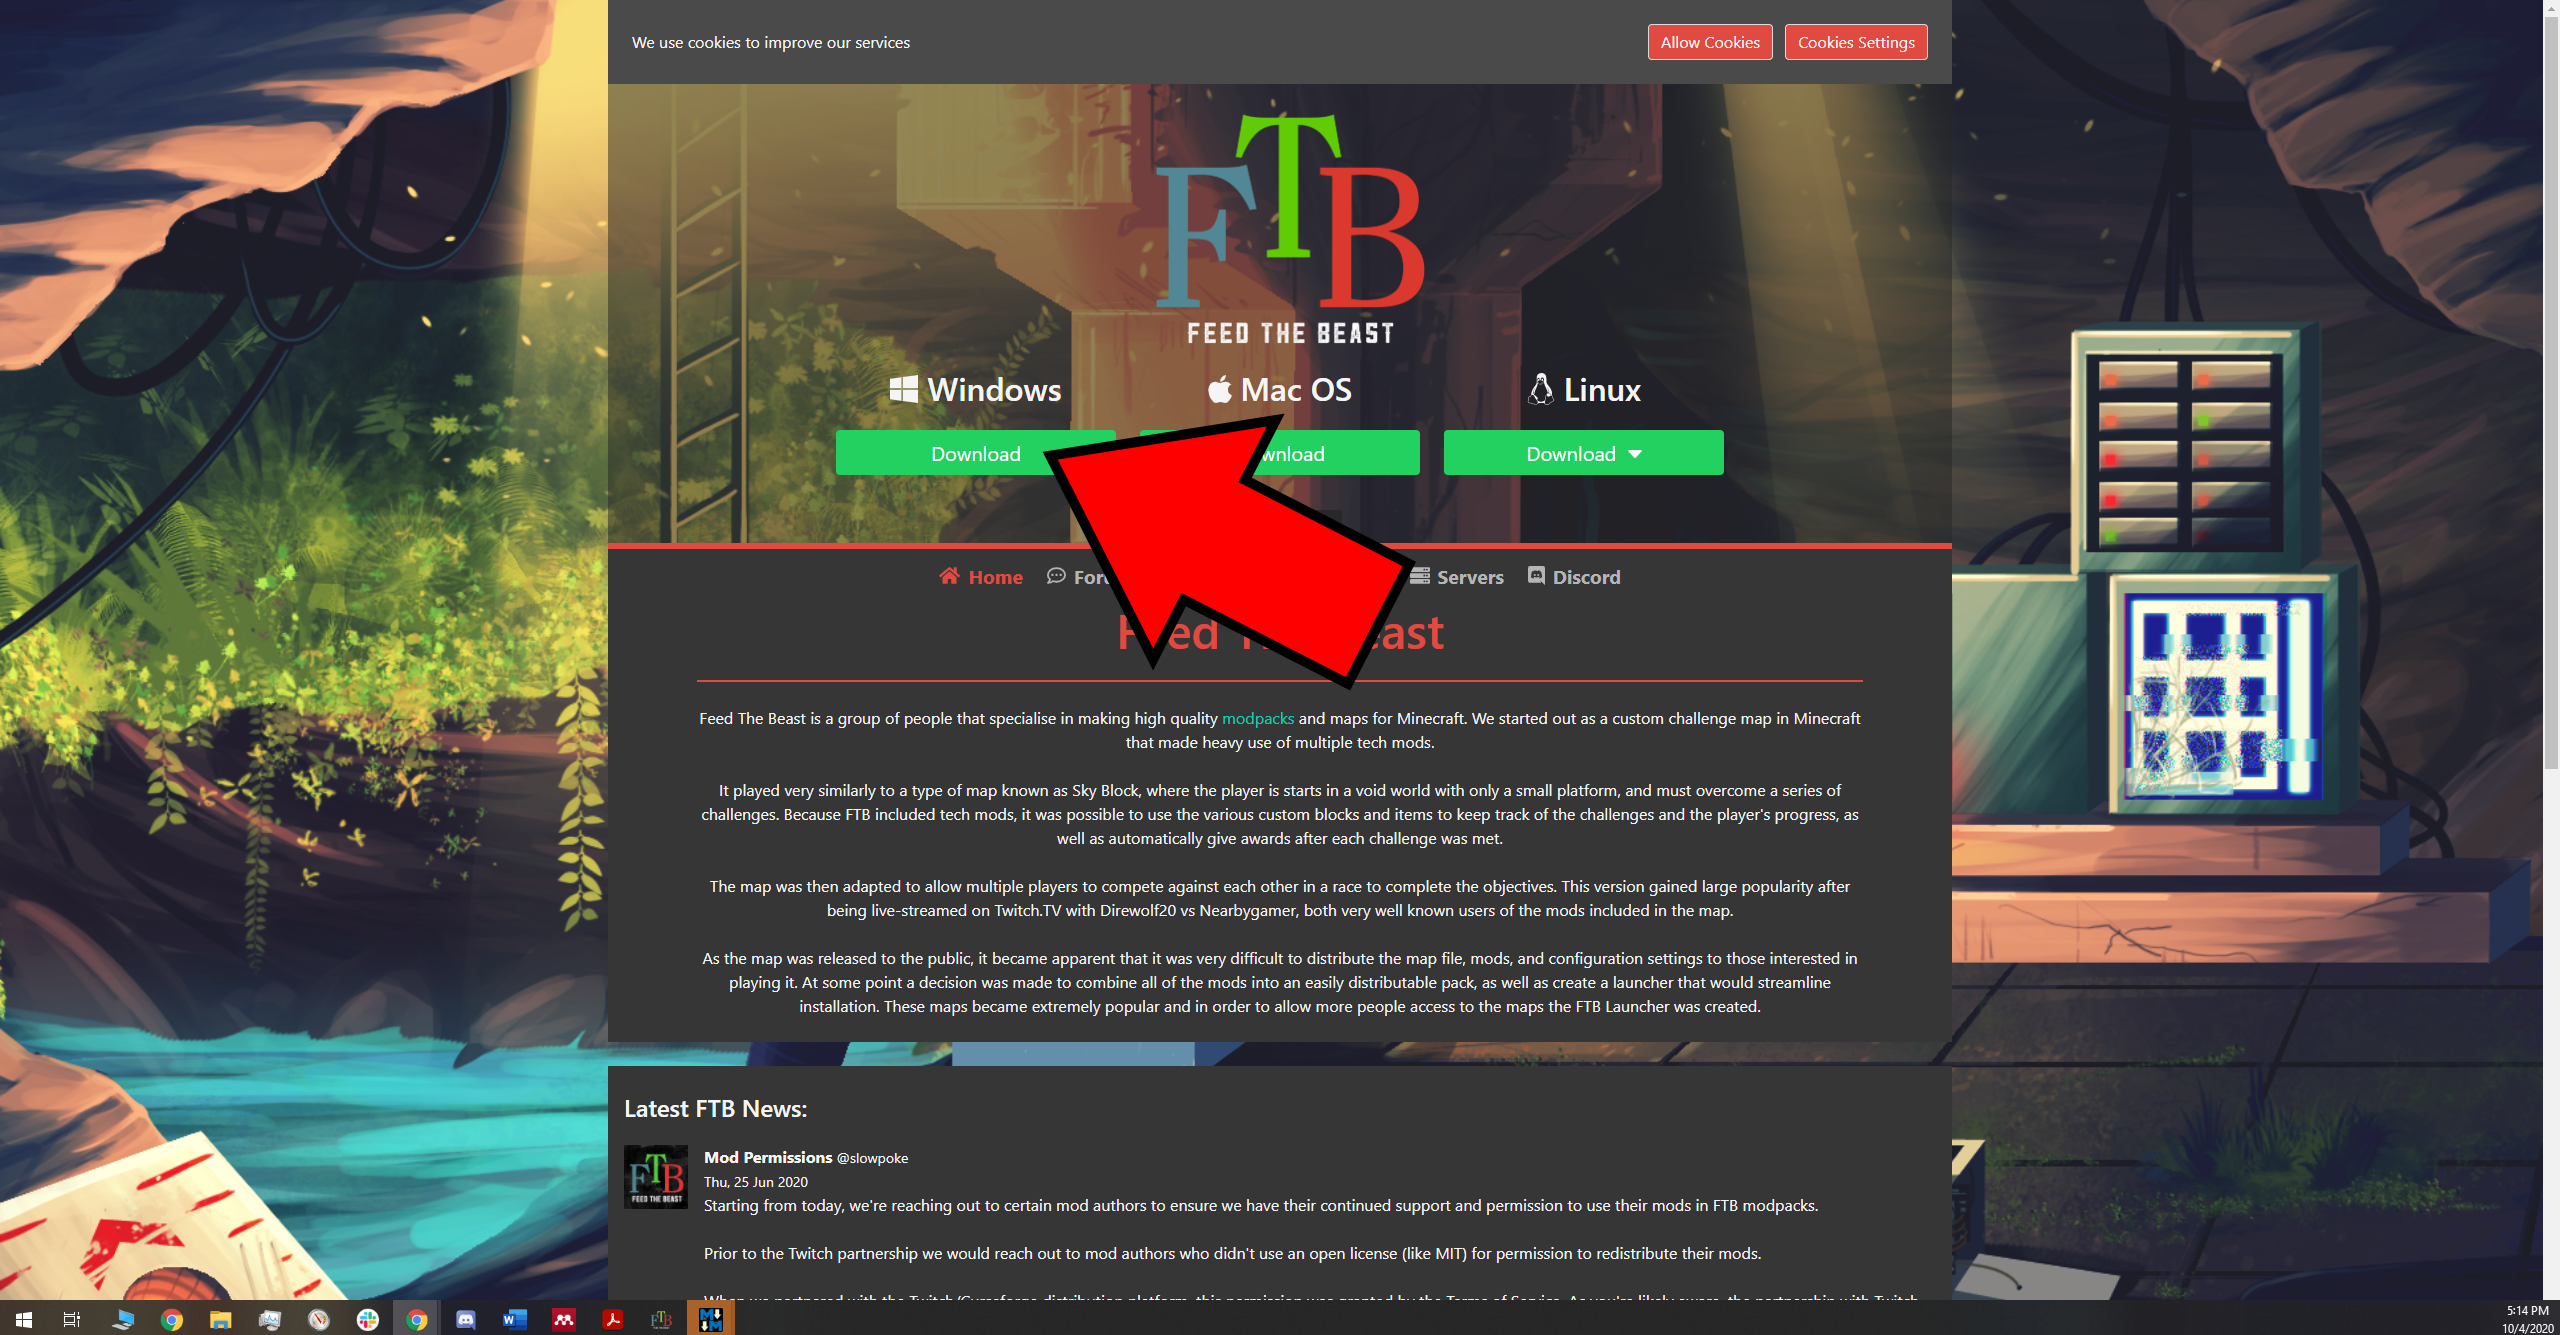 We use cookies to improve our services
Allow Cookies
Cookies Settings
FTB
FEED THE BEAST
Windows
Mac OS
Linux
Download
wnload
Download
Home
For
Servers
Discord
Feed T
east
Feed The Beast is a group of people that specialise in making high quality modpacks and maps for Minecraft. We started out as a custom challenge map in Minecraft
that made heavy use of multiple tech mods.
It played very similarly to a type of map known as Sky Block, where the player is starts in a void world with only a small platform, and must overcome a series of
challenges. Because FTB included tech mods, it was possible to use the various custom blocks and items to keep track of the challenges and the player's progress, as
well as automatically give awards after each challenge was met.
The map was then adapted to allow multiple players to compete against each other in a race to complete the objectives. This version gained large popularity after
being live-streamed on Twitch.TV with Direwolf20 vs Nearbygamer, both very well known users of the mods included in the map.
As the map was released to the public, it became apparent that it was very difficult to distribute the map file, mods, and configuration settings to those interested in
playing it. At some point a decision was made to combine all of the mods into an easily distributable pack, as well as create a launcher that would streamline
installation. These maps became extremely popular and in order to allow more people access to the maps the FTB Launcher was created.
Latest FTB News:
FTB
FEED THE BEAST
Mod Permissions @slowpoke
Thu, 25 Jun 2020
Starting from today, we're reaching out to certain mod authors to ensure we have their continued support and permission to use their mods in FTB modpacks.
Prior to the Twitch partnership we would reach out to mod authors who didn't use an open license (like MIT) for permission to redistribute their mods.
5:14 PM
10/4/2020